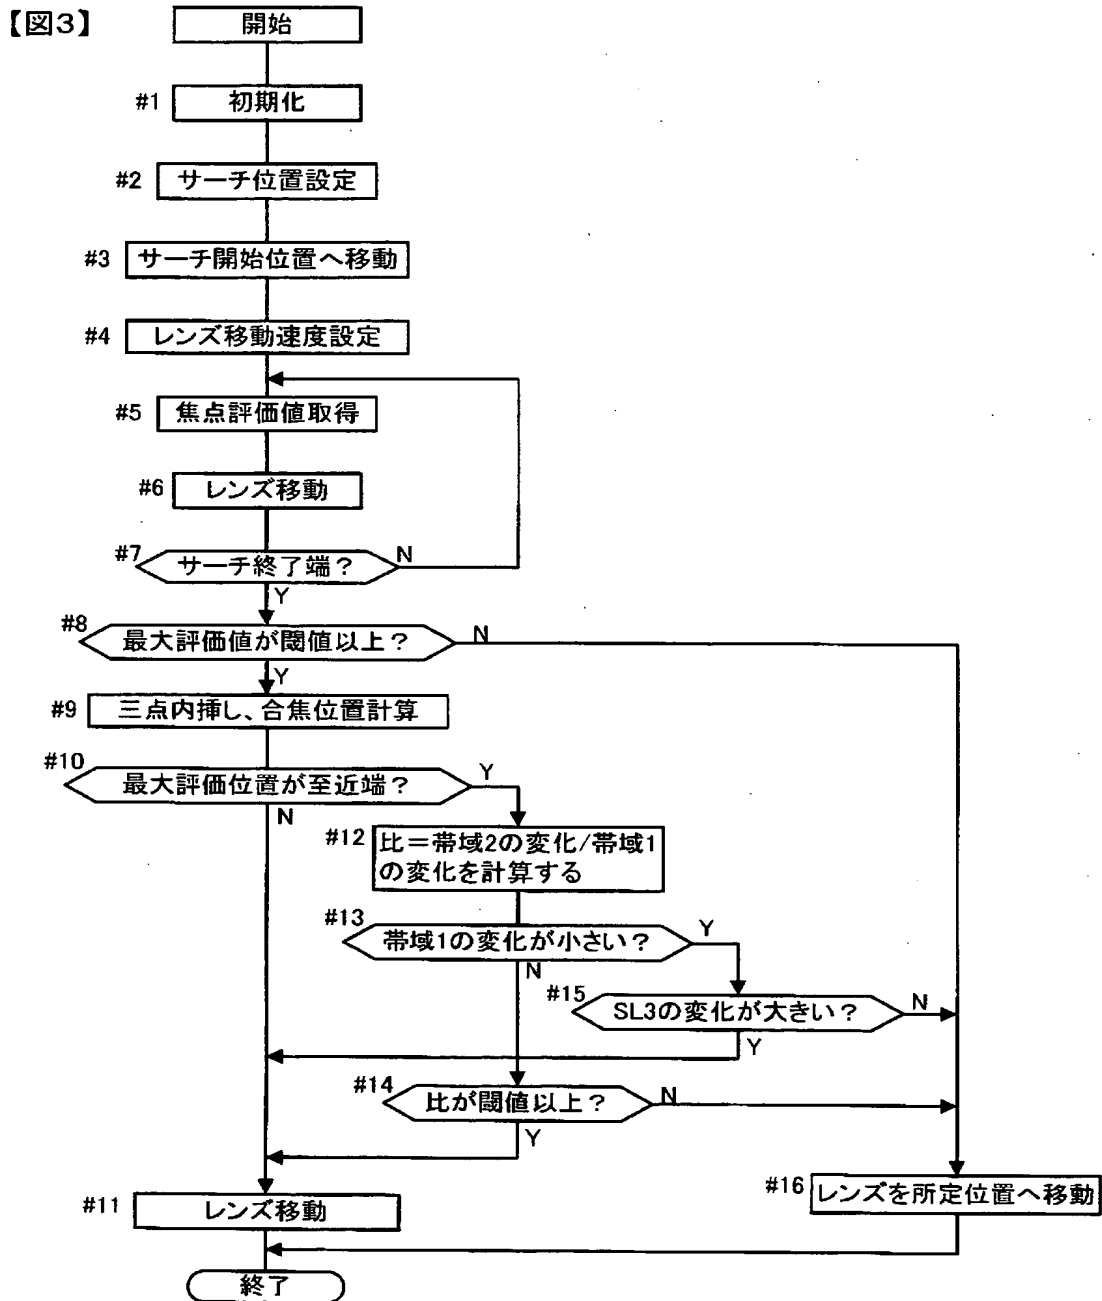 【図3】
開始
#1 初期化
#2 サーチ位置設定
#3 サーチ開始位置へ移動
#4 レンズ移動速度設定
#5 焦点評価値取得
#6 レンズ移動
#7 サーチ終了端? N
Y
#8 最大評価値が閾値以上? N
Y
#9 三点内挿し、合焦位置計算
#10 最大評価位置が至近端? Y
N
#12 比=帯域2の変化/帯域1
の変化を計算する
#13 帯域1の変化が小さい? Y
N
#15 SL3の変化が大きい? N
Y
#14 比が閾値以上? N
Y
#16 レンズを所定位置へ移動
#11 レンズ移動
終了